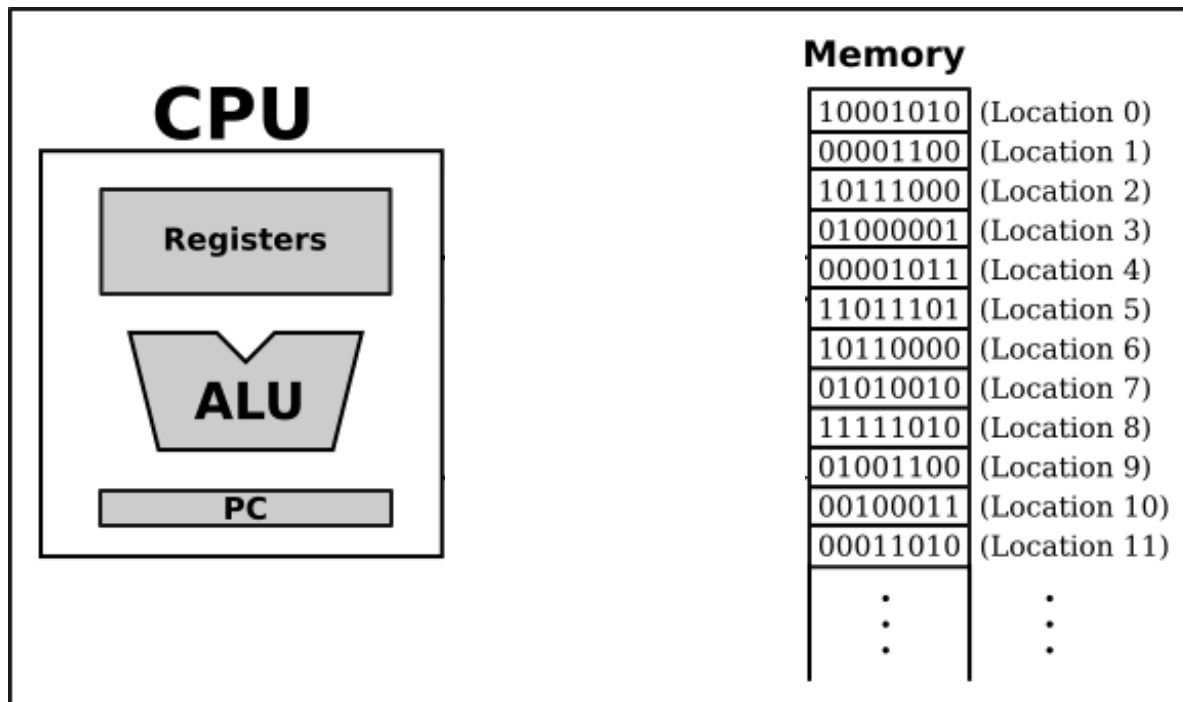 CPU
Registers
ALU
PC
Memory
10001010 (Location 0)
00001100 (Location 1)
10111000 (Location 2)
01000001 (Location 3)
00001011 (Location 4)
11011101 (Location 5)
10110000 (Location 6)
01010010 (Location 7)
11111010 (Location 8)
01001100 (Location 9)
00100011 (Location 10)
00011010 (Location 11)